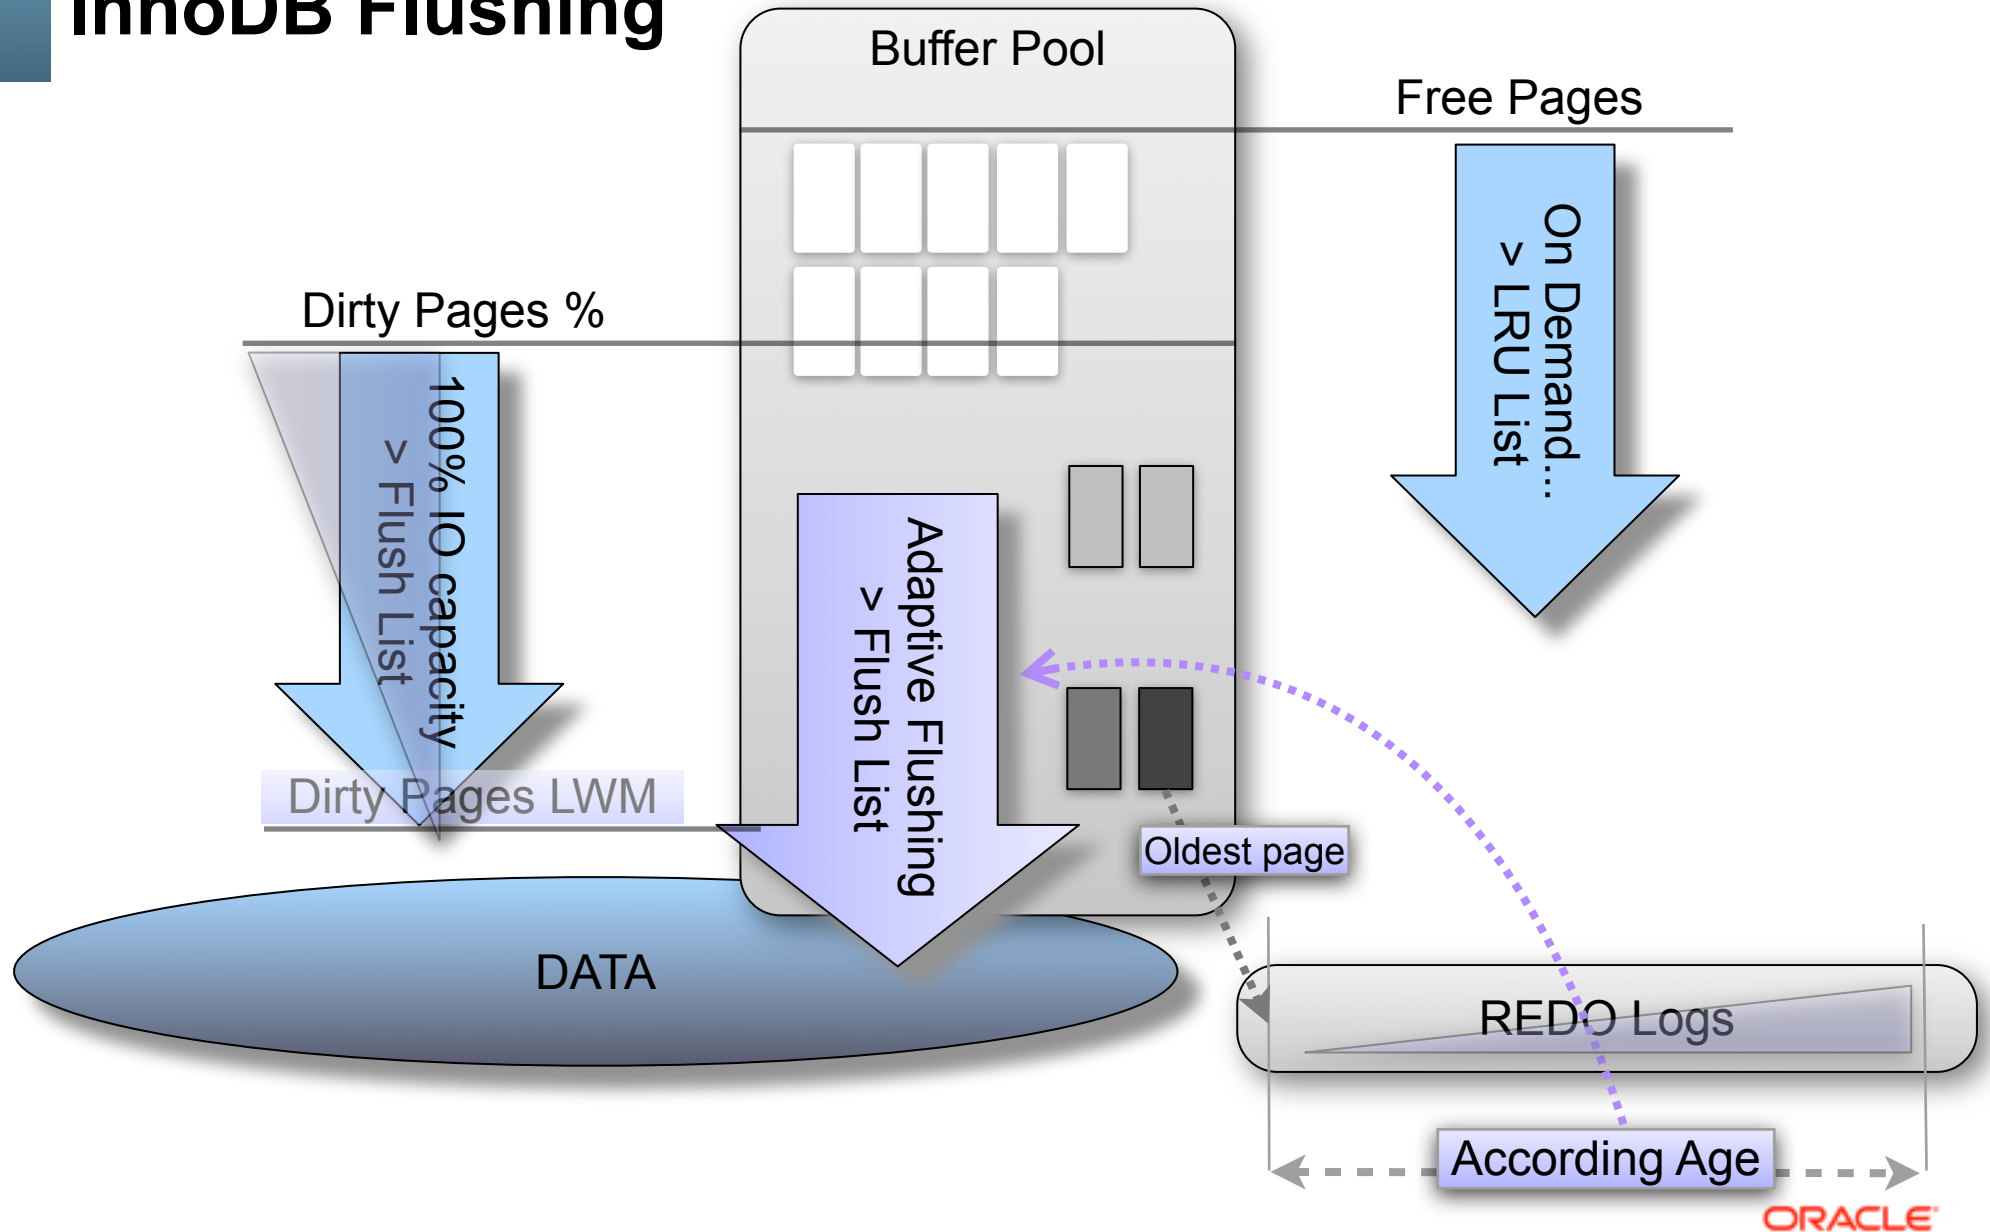 InnoDB Flushing
Buffer Pool
Free Pages
On Demand...
> LRU List
Dirty Pages %
100% IO capacity
> Flush List
Adaptive Flushing
> Flush List
Dirty Pages LWM
Oldest page
DATA
REDO Logs
According Age
ORACLE